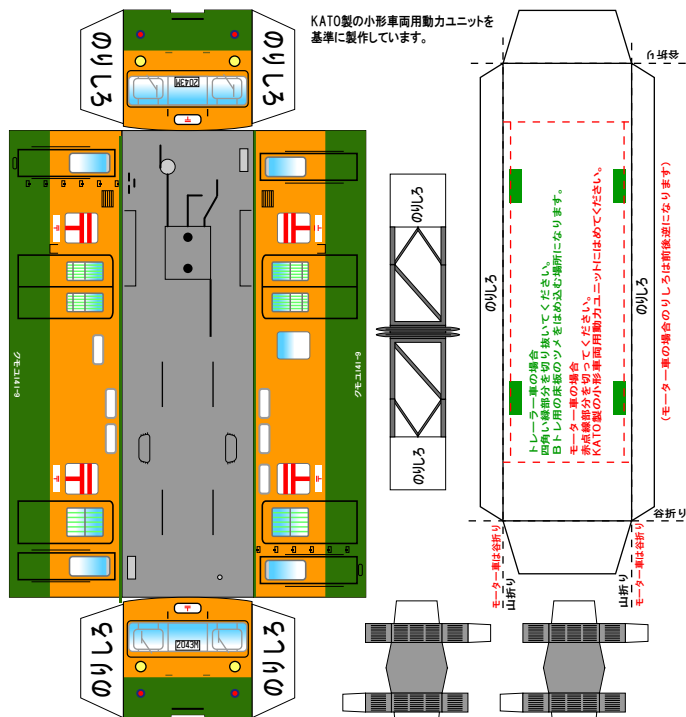 KATO製の小形車両用動力ユニットを
基準に製作しています。
のりしろ
のりしろ
2043M
クモユ141-9
クモユ141-9
のりしろ
のりしろ
2043M
のりしろ
のりしろ
谷折り
のりしろ
のりしろ
トレーラー車の場合
四角い緑部分を切り抜いてください。
Bトレ用の床板のツメをはめ込む場所になります。
モーター車の場合
赤点線部分を切ってください。
KATO製の小形車両用動力ユニットにはめてください。
(モーター車の場合のりしろは前後逆になります)
谷折り
モーター車は谷折り
山折り
山折り
モーター車は谷折り